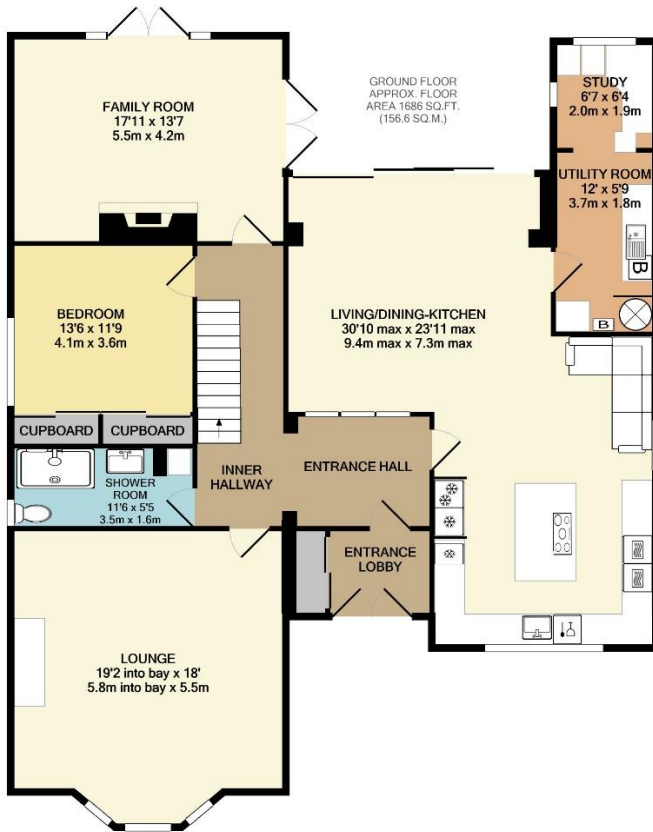 GROUND FLOOR
APPROX. FLOOR
AREA 1686 SQ.FT.
(156.6 SQ.M.)
FAMILY ROOM
17'11 x 13'7
5.5m x 4.2m
STUDY
6'7 x 6'4
2.0m x 1.9m
UTILITY ROOM
12' x 5'9
3.7m x 1.8m
B
B
BEDROOM
13'6 x 11'9
4.1m x 3.6m
LIVING/DINING-KITCHEN
30'10 max x 23'11 max
9.4m max x 7.3m max
CUPBOARD
CUPBOARD
SHOWER
ROOM
11'6 x 5'5
3.5m x 1.6m
INNER
HALLWAY
ENTRANCE HALL
ENTRANCE
LOBBY
LOUNGE
19'2 into bay x 18'
5.8m into bay x 5.5m